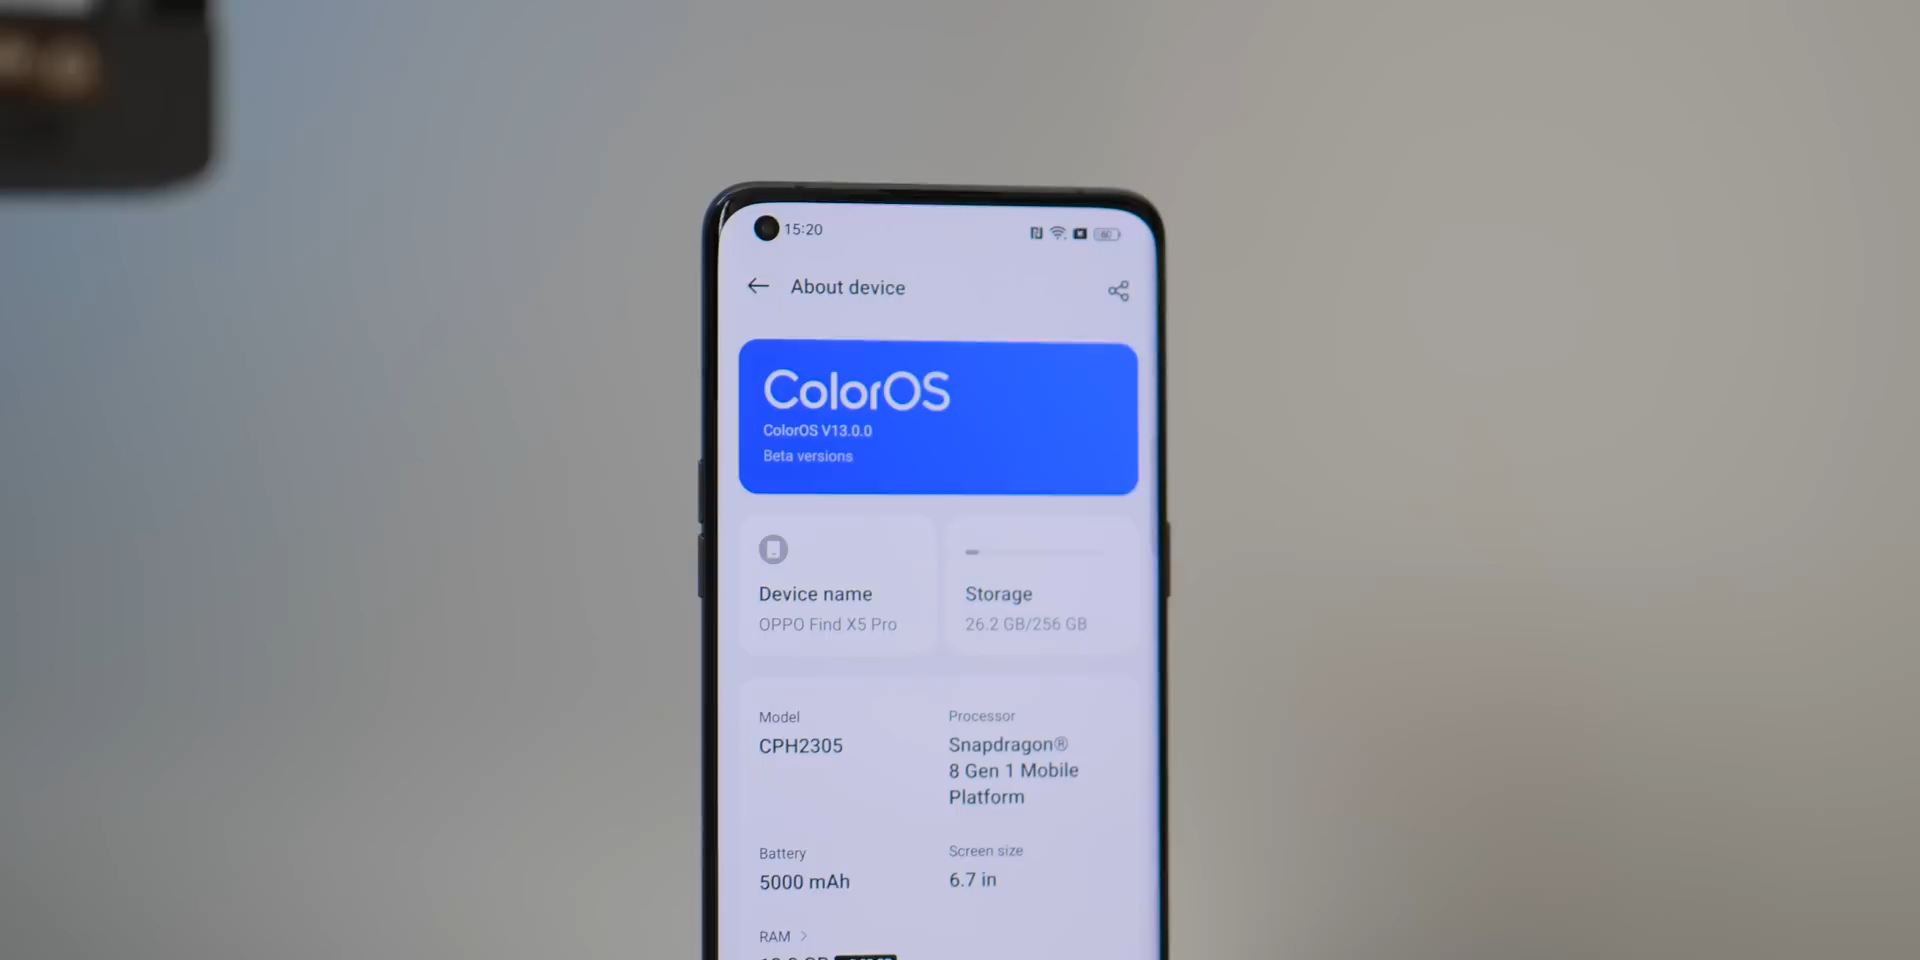 15:20
60
About device
ColorOS
ColorOS V13.0.0
Beta versions
Device name
OPPO Find X5 Pro
Storage
26.2 GB/256 GB
Model
CPH2305
Processor
Snapdragon®
8 Gen 1 Mobile
Platform
Battery
5000 mAh
Screen size
6.7 in
RAM >